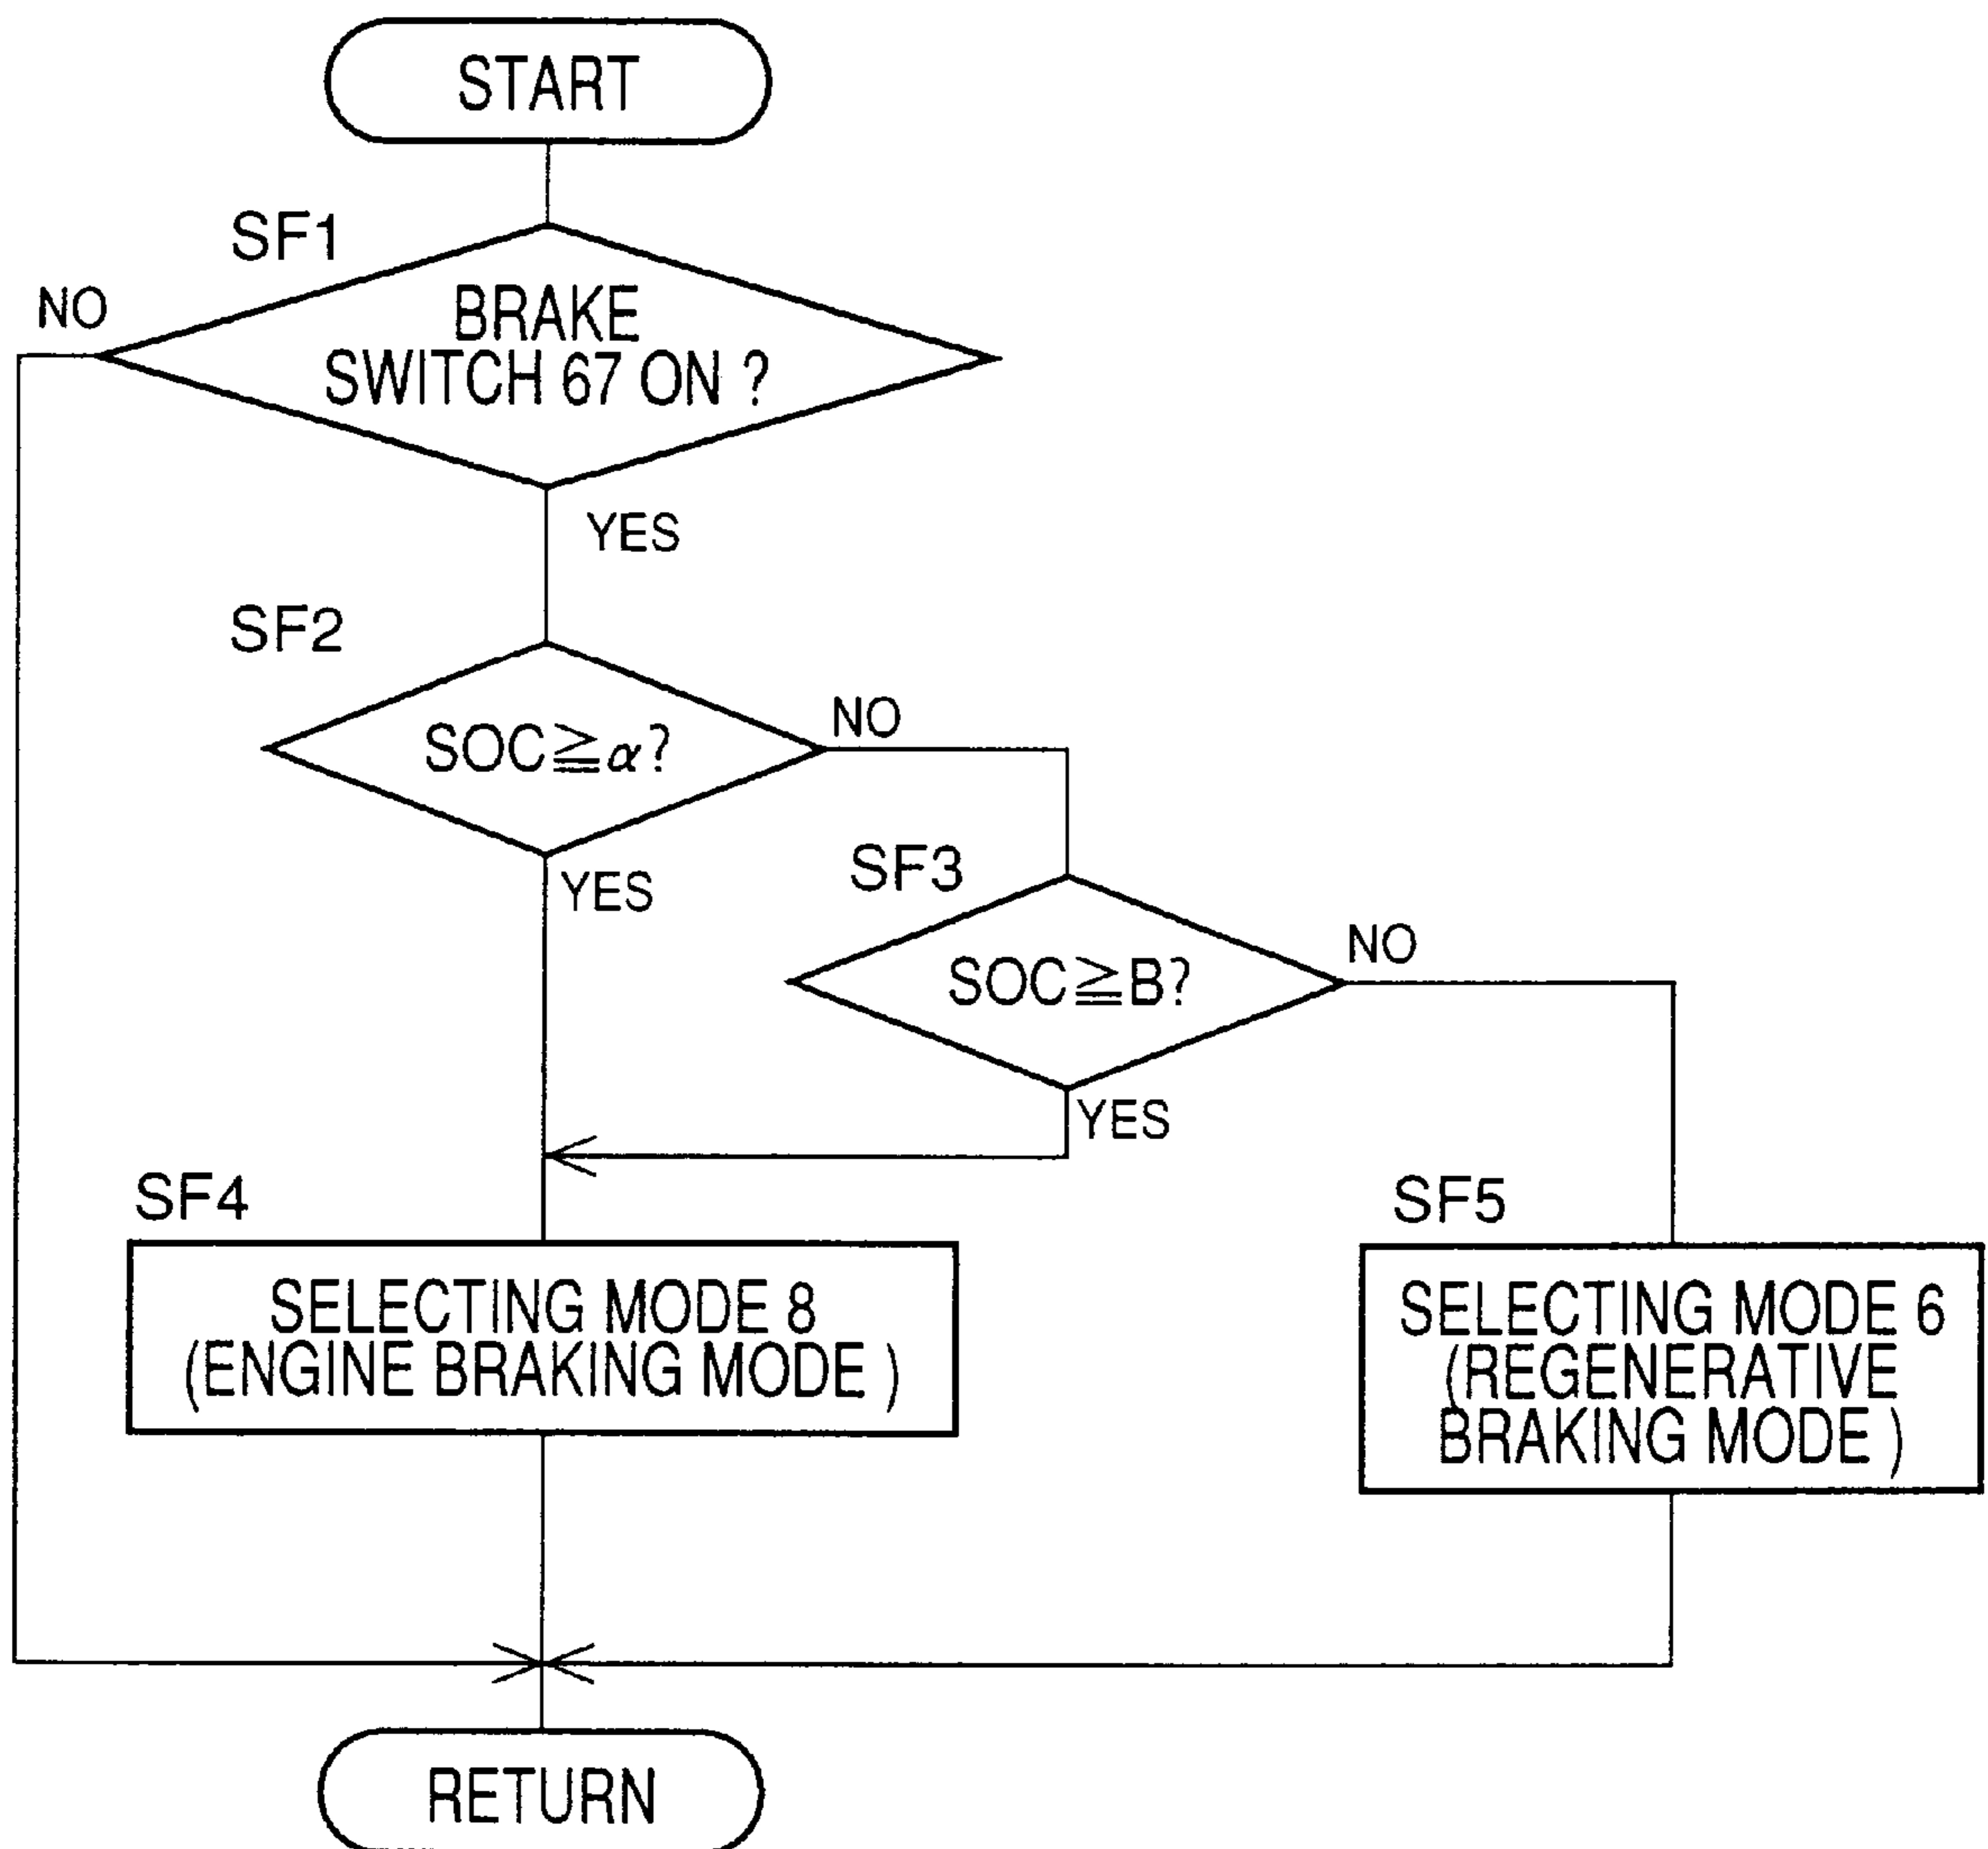 START
SF1
NO
BRAKE
SWITCH 67 ON ?
YES
SF2
SOC≧α?
NO
YES
SF3
SOC≧B?
NO
YES
SF4
SELECTING MODE 8
(ENGINE BRAKING MODE )
SF5
SELECTING MODE 6
(REGENERATIVE
BRAKING MODE )
RETURN